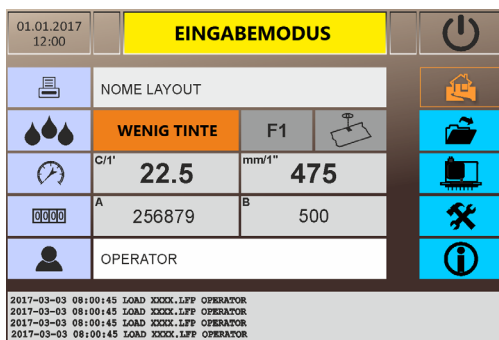 01.01.2017
12:00
EINGABEMODUS
NOME LAYOUT
WENIG TINTE
F1
C/1'
22.5
mm/1"
475
0000
A
256879
B
500
OPERATOR
2017-03-03 08:00:45 LOAD XXXX.LFP OPERATOR
2017-03-03 08:00:45 LOAD XXXX.LFP OPERATOR
2017-03-03 08:00:45 LOAD XXXX.LFP OPERATOR
2017-03-03 08:00:45 LOAD XXXX.LFP OPERATOR